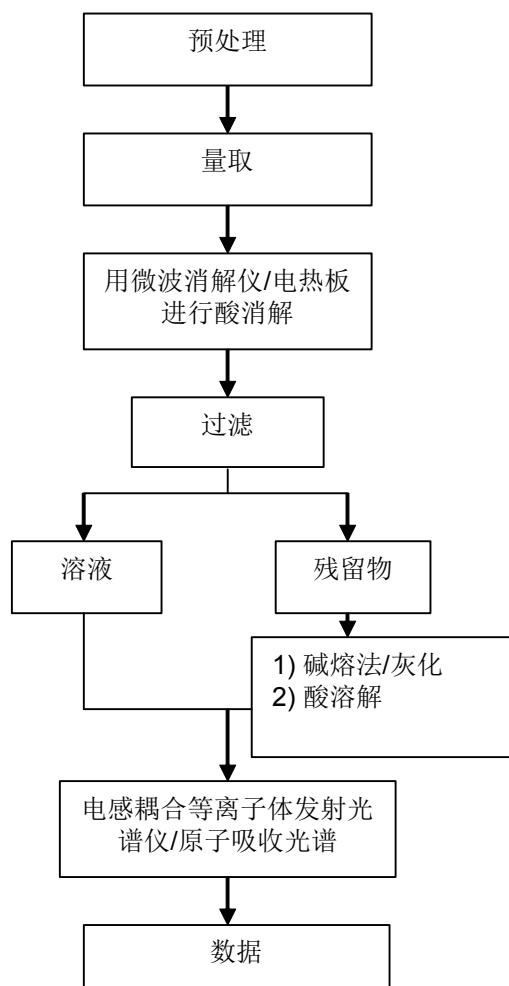 预处理
量取
用微波消解仪/电热板
进行酸消解
过滤
溶液
残留物
1) 碱熔法/灰化
2) 酸溶解
电感耦合等离子体发射光
谱仪/原子吸收光谱
数据